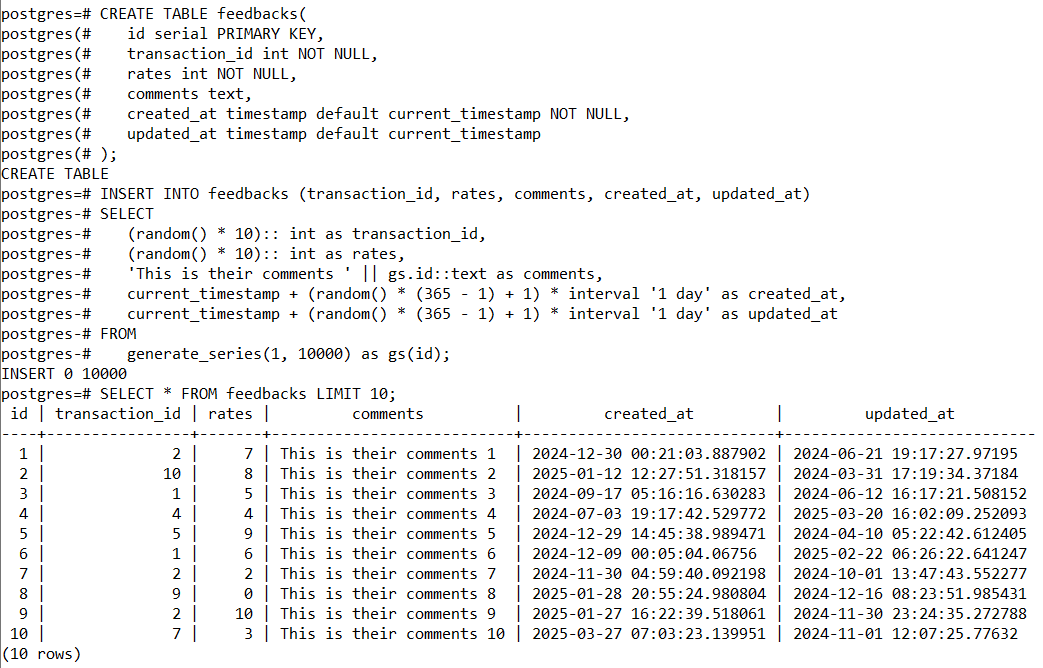 postgres=# CREATE TABLE feedbacks(
postgres(#    id serial PRIMARY KEY,
postgres(#    transaction_id int NOT NULL,
postgres(#    rates int NOT NULL,
postgres(#    comments text,
postgres(#    created_at timestamp default current_timestamp NOT NULL,
postgres(#    updated_at timestamp default current_timestamp
postgres(# );
CREATE TABLE
postgres=# INSERT INTO feedbacks (transaction_id, rates, comments, created_at, updated_at)
postgres-# SELECT
postgres-#    (random() * 10):: int as transaction_id,
postgres-#    (random() * 10):: int as rates,
postgres-#    'This is their comments ' || gs.id::text as comments,
postgres-#    current_timestamp + (random() * (365 - 1) + 1) * interval '1 day' as created_at,
postgres-#    current_timestamp + (random() * (365 - 1) + 1) * interval '1 day' as updated_at
postgres-# FROM
postgres-#    generate_series(1, 10000) as gs(id);
INSERT 0 10000
postgres=# SELECT * FROM feedbacks LIMIT 10;
 id | transaction_id | rates |         comments          |         created_at         |         updated_at
----+----------------+-------+---------------------------+----------------------------+----------------------------
  1 |              2 |     7 | This is their comments 1  | 2024-12-30 00:21:03.887902 | 2024-06-21 19:17:27.97195
  2 |             10 |     8 | This is their comments 2  | 2025-01-12 12:27:51.318157 | 2024-03-31 17:19:34.37184
  3 |              1 |     5 | This is their comments 3  | 2024-09-17 05:16:16.630283 | 2024-06-12 16:17:21.508152
  4 |              4 |     4 | This is their comments 4  | 2024-07-03 19:17:42.529772 | 2025-03-20 16:02:09.252093
  5 |              5 |     9 | This is their comments 5  | 2024-12-29 14:45:38.989471 | 2024-04-10 05:22:42.612405
  6 |              1 |     6 | This is their comments 6  | 2024-12-09 00:05:04.06756  | 2025-02-22 06:26:22.641247
  7 |              2 |     2 | This is their comments 7  | 2024-11-30 04:59:40.092198 | 2024-10-01 13:47:43.552277
  8 |              9 |     0 | This is their comments 8  | 2025-01-28 20:55:24.980804 | 2024-12-16 08:23:51.985431
  9 |              2 |    10 | This is their comments 9  | 2025-01-27 16:22:39.518061 | 2024-11-30 23:24:35.272788
 10 |              7 |     3 | This is their comments 10 | 2025-03-27 07:03:23.139951 | 2024-11-01 12:07:25.77632
(10 rows)